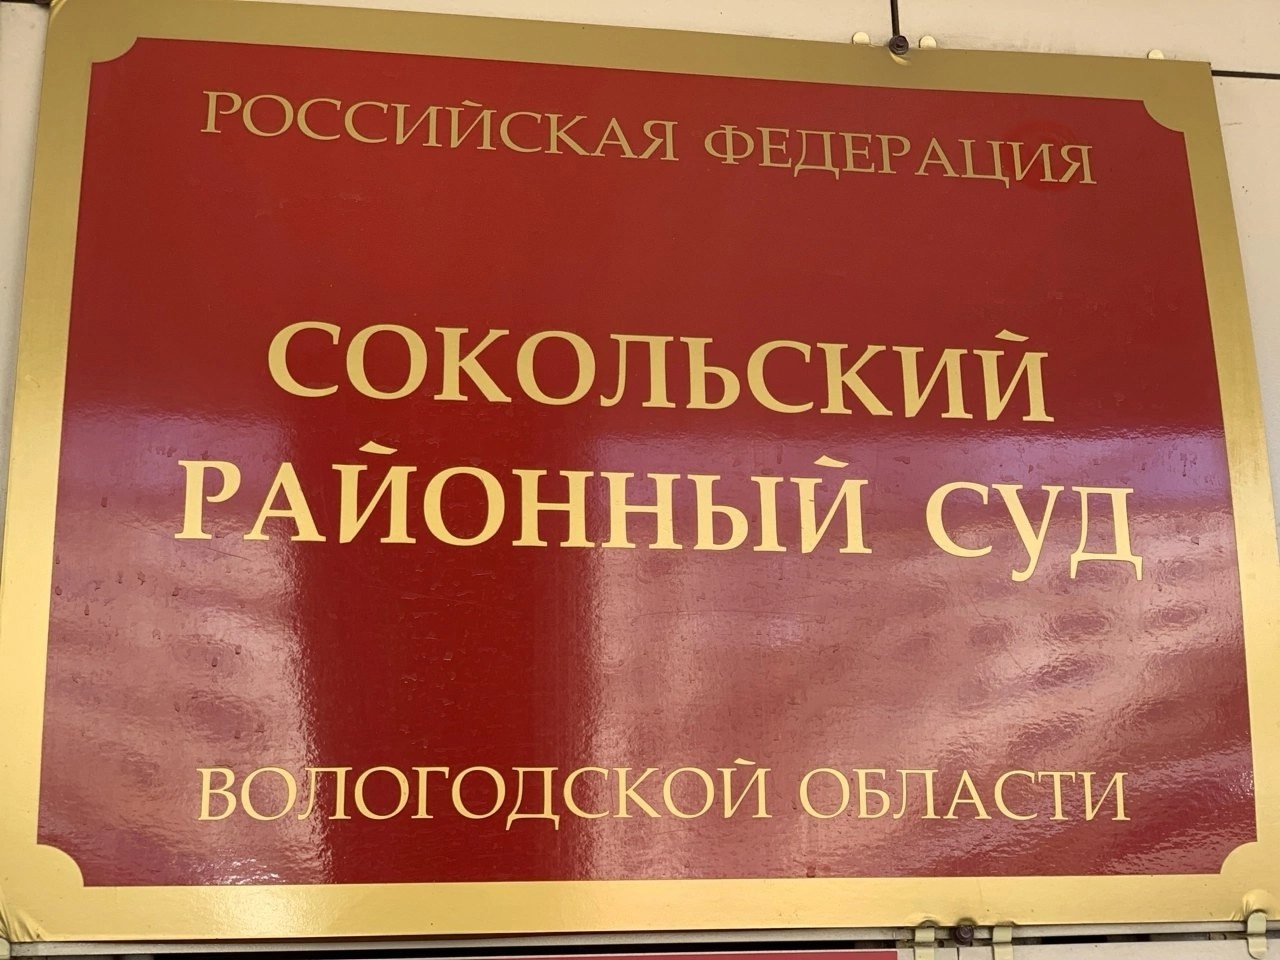 РОССИЙСКАЯ ФЕДЕРАЦИЯ
СОКОЛЬСКИЙ
РАЙОННЫЙ СУД
ВОЛОГОДСКОЙ ОБЛАСТИ